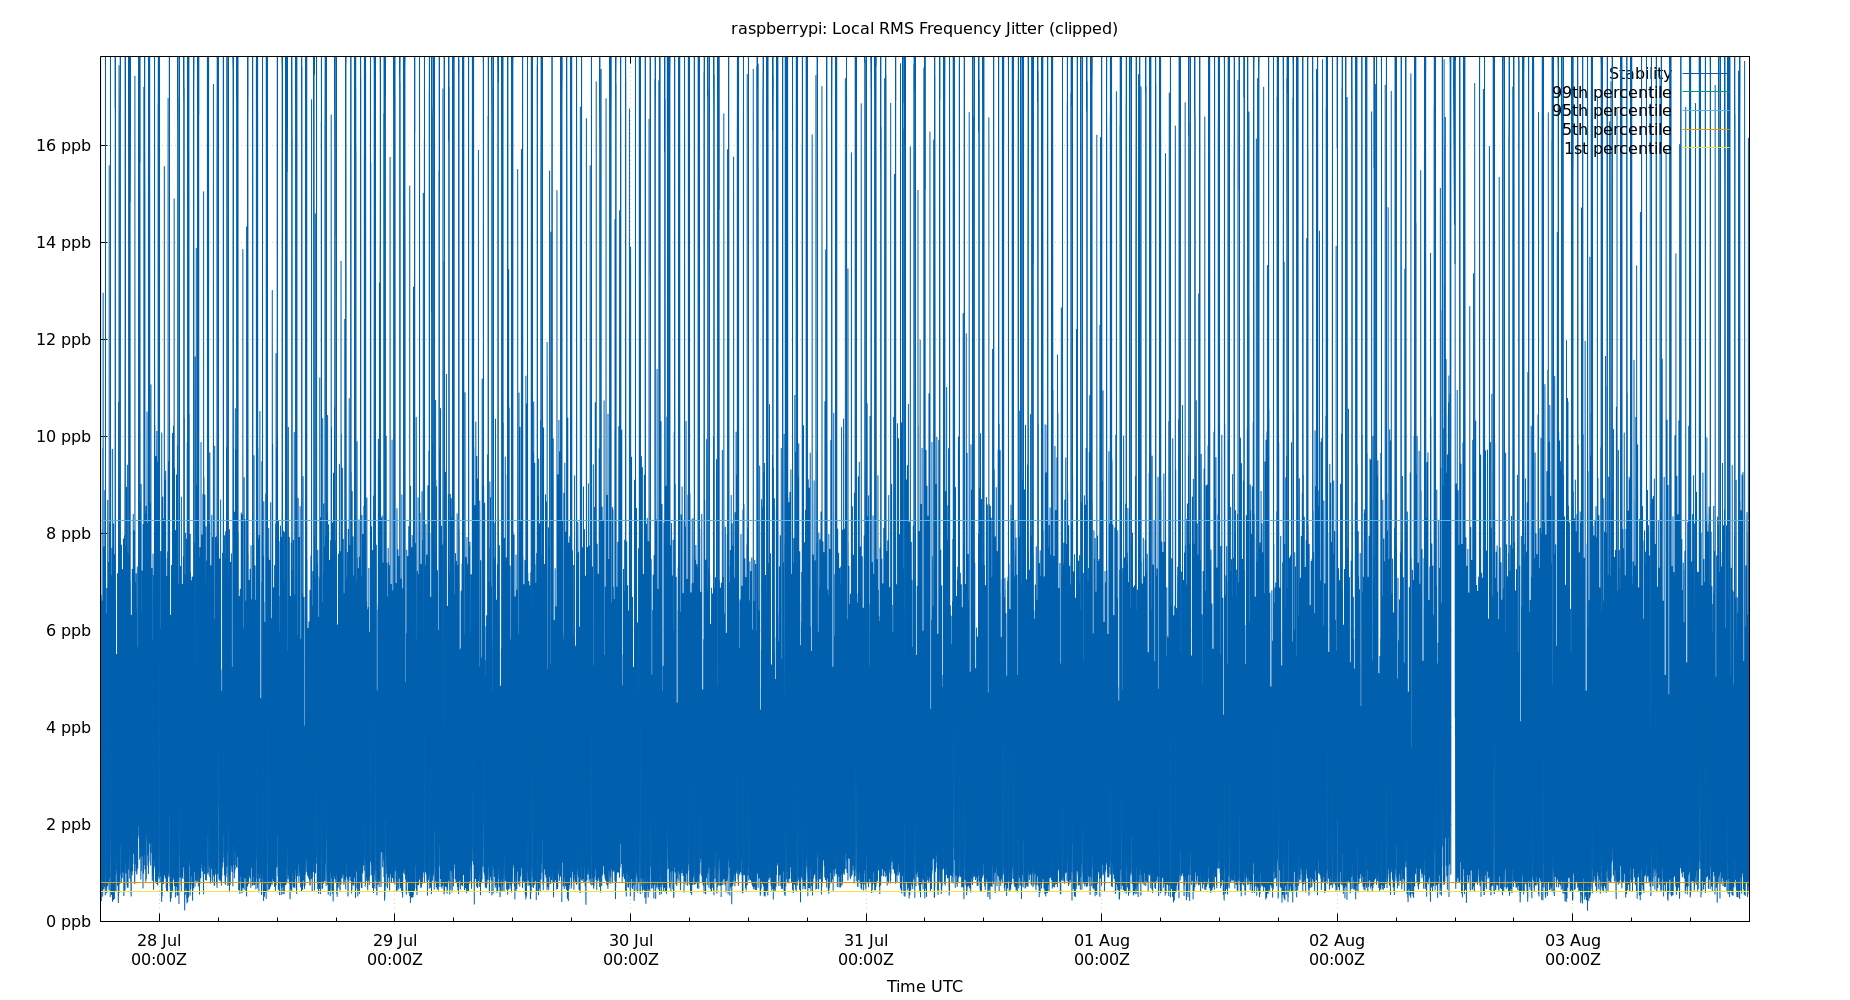 raspberrypi: Local RMS Frequency Jitter (clipped)
Stability
99th percentile
95th percentile
5th percentile
1st percentile
16 ppb
14 ppb
12 ppb
10 ppb
8 ppb
6 ppb
4 ppb
2 ppb
0 ppb
28 Jul 29 Jul 30 Jul 31 Jul 01 Aug 02 Aug 03 Aug
00:00Z 00:00Z 00:00Z 00:00Z 00:00Z 00:00Z 00:00Z
Time UTC